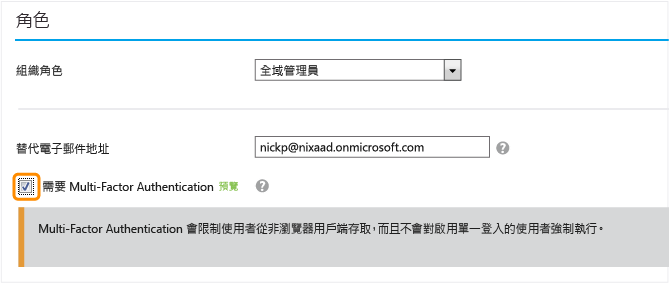 角色
組織角色 全域管理員
替代電子郵件地址 nickp@nixaad.onmicrosoft.com ?
需要 Multi-Factor Authentication 預覽 ?
Multi-Factor Authentication 會限制使用者從非瀏覽器用戶端存取，而且不會對啟用單一登入的使用者強制執行。